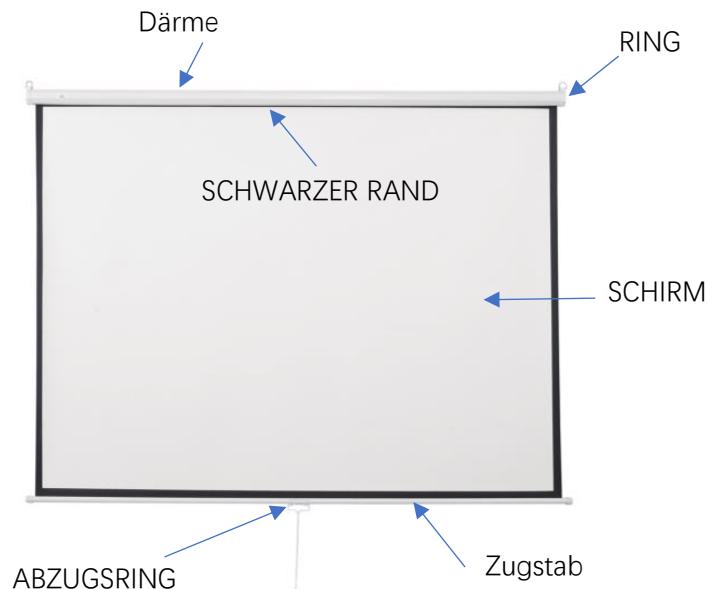 Därme
RING
SCHWARZER RAND
SCHIRM
Zugstab
ABZUGSRING